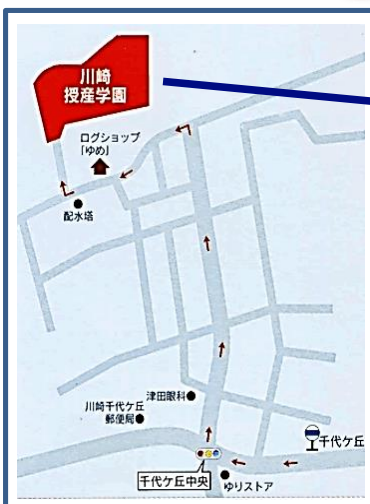 川崎
授産学園
ログショップ
「ゆめ」
配水塔
津田眼科
川崎千代ケ丘
郵便局
千代ケ丘
千代ケ丘中央
ゆりストア